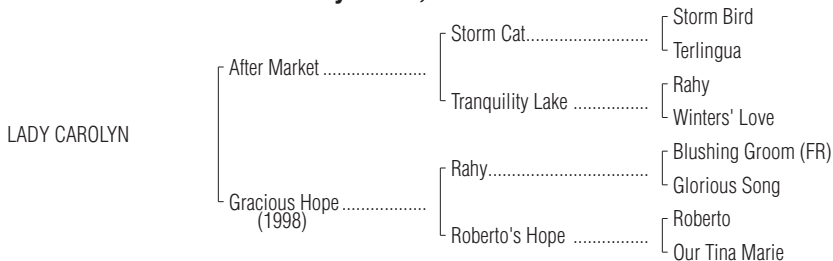 Storm Bird
Storm Cat
Terlingua
After Market
Rahy
Tranquility Lake
Winters' Love
LADY CAROLYN
Blushing Groom (FR)
Rahy
Glorious Song
Gracious Hope
(1998)
Roberto
Roberto's Hope
Our Tina Marie